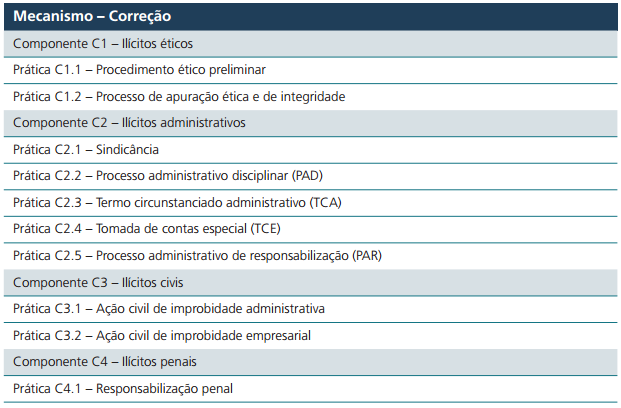 Mecanismo – Correção
Componente C1 – Ilícitos éticos
Prática C1.1 – Procedimento ético preliminar
Prática C1.2 – Processo de apuração ética e de integridade
Componente C2 – Ilícitos administrativos
Prática C2.1 – Sindicância
Prática C2.2 – Processo administrativo disciplinar (PAD)
Prática C2.3 – Termo circunstanciado administrativo (TCA)
Prática C2.4 – Tomada de contas especial (TCE)
Prática C2.5 – Processo administrativo de responsabilização (PAR)
Componente C3 – Ilícitos civis
Prática C3.1 – Ação civil de improbidade administrativa
Prática C3.2 – Ação civil de improbidade empresarial
Componente C4 – Ilícitos penais
Prática C4.1 – Responsabilização penal